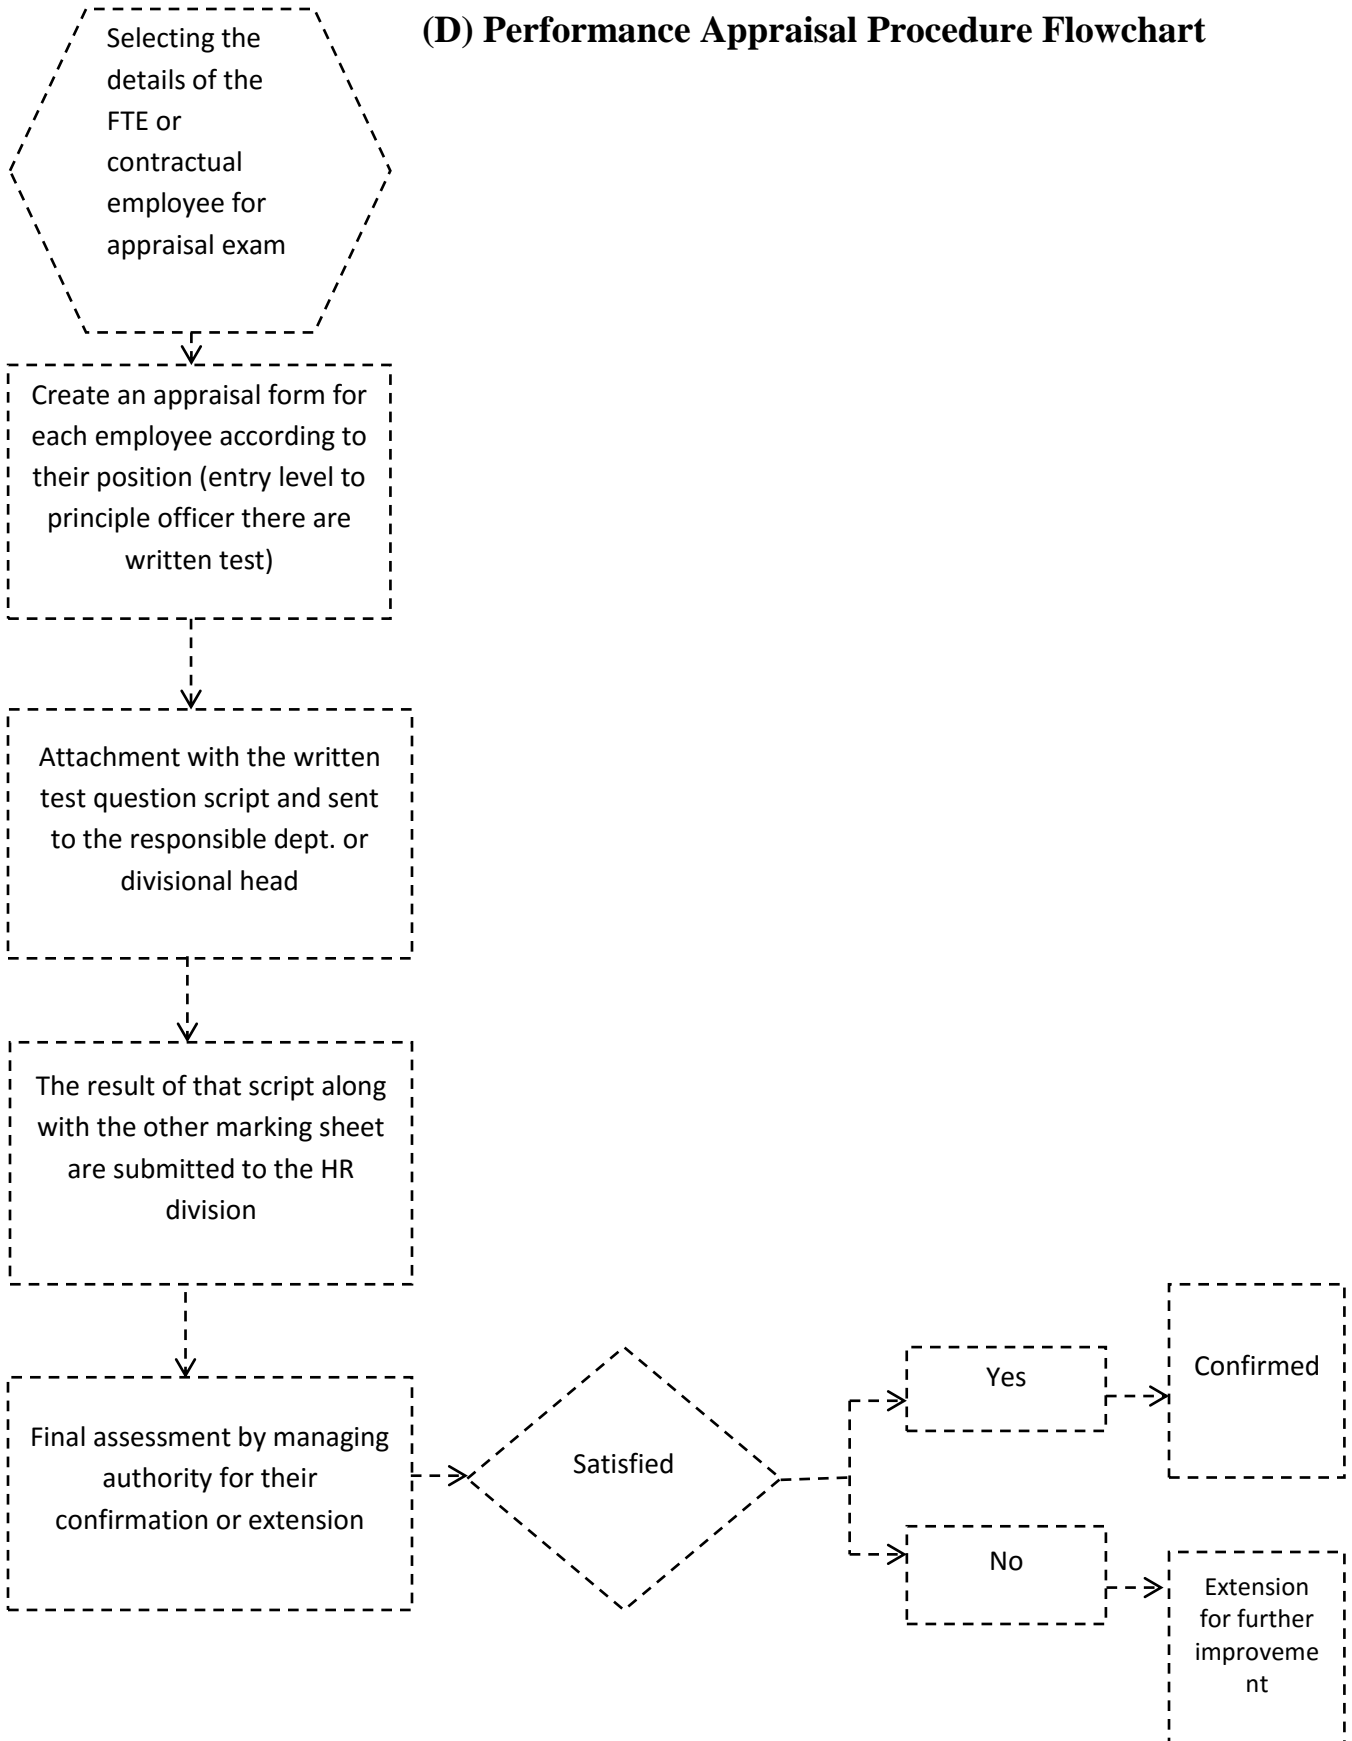 (D) Performance Appraisal Procedure Flowchart
Selecting the
details of the
FTE or
contractual
employee for
appraisal exam
Create an appraisal form for
each employee according to
their position (entry level to
principle officer there are
written test)
Attachment with the written
test question script and sent
to the responsible dept. or
divisional head
The result of that script along
with the other marking sheet
are submitted to the HR
division
Final assessment by managing
authority for their
confirmation or extension
Satisfied
Yes
Confirmed
No
Extension
for further
improveme
nt